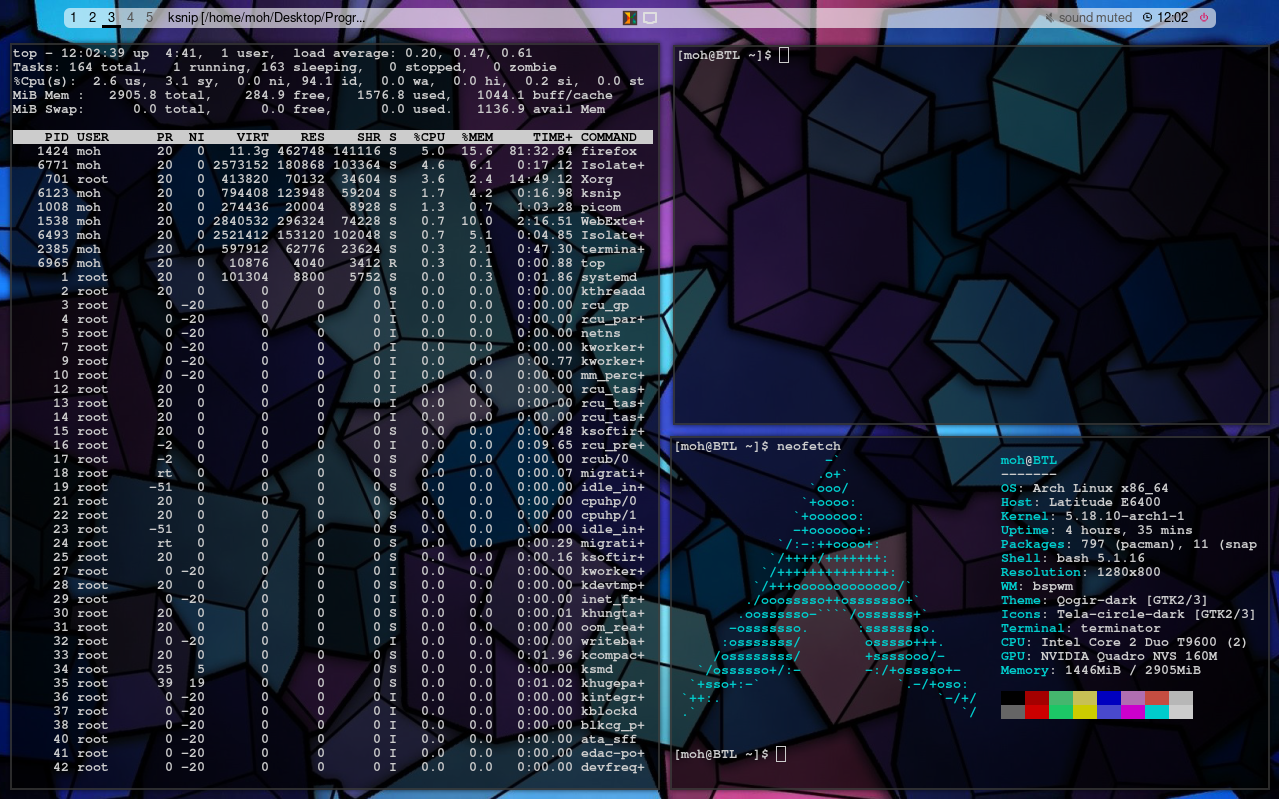 1 2 3 4 5 ksnip [/home/moh/Desktop/Progr... sound muted 12:02
top - 12:02:39 up  4:41,  1 user,  load average: 0.20, 0.47, 0.61
Tasks: 164 total,   1 running, 163 sleeping,   0 stopped,   0 zombie
%Cpu(s):  2.6 us,  3.1 sy,  0.0 ni, 94.1 id,  0.0 wa,  0.0 hi,  0.2 si,  0.0 st
MiB Mem :   2905.8 total,    284.9 free,   1576.8 used,   1044.1 buff/cache
MiB Swap:      0.0 total,      0.0 free,      0.0 used.   1136.9 avail Mem
PID USER PR NI VIRT RES SHR S %CPU %MEM TIME+ COMMAND
1424 moh 20 0 11.3g 462748 141116 S 5.0 15.6 81:32.84 firefox
6771 moh 20 0 2573152 180868 103364 S 4.6 6.1 0:17.12 Isolate+
701 root 20 0 413820 70132 34604 S 3.6 2.4 14:49.12 Xorg
6123 moh 20 0 794408 123948 59204 S 1.7 4.2 0:16.98 ksnip
1008 moh 20 0 274436 20004 8928 S 1.3 0.7 1:03.28 picom
1538 moh 20 0 2840532 296324 74228 S 0.7 10.0 2:16.51 WebExte+
6493 moh 20 0 2521412 153120 102048 S 0.7 5.1 0:04.85 Isolate+
2385 moh 20 0 597912 62776 23624 S 0.3 2.1 0:47.30 termina+
6965 moh 20 0 10876 4040 3412 R 0.3 0.1 0:00.88 top
1 root 20 0 101304 8800 5752 S 0.0 0.3 0:01.86 systemd
2 root 20 0 0 0 0 S 0.0 0.0 0:00.00 kthreadd
3 root 0 -20 0 0 0 I 0.0 0.0 0:00.00 rcu_gp
4 root 0 -20 0 0 0 I 0.0 0.0 0:00.00 rcu_par+
5 root 0 -20 0 0 0 I 0.0 0.0 0:00.00 netns
7 root 0 -20 0 0 0 I 0.0 0.0 0:00.00 kworker+
9 root 0 -20 0 0 0 I 0.0 0.0 0:00.77 kworker+
10 root 0 -20 0 0 0 I 0.0 0.0 0:00.00 mm_perc+
12 root 20 0 0 0 0 I 0.0 0.0 0:00.00 rcu_tas+
13 root 20 0 0 0 0 I 0.0 0.0 0:00.00 rcu_tas+
14 root 20 0 0 0 0 I 0.0 0.0 0:00.00 rcu_tas+
15 root 20 0 0 0 0 S 0.0 0.0 0:00.48 ksoftir+
16 root -2 0 0 0 0 I 0.0 0.0 0:09.65 rcu_pre+
17 root -2 0 0 0 0 S 0.0 0.0 0:00.00 rcub/0
18 root rt 0 0 0 0 S 0.0 0.0 0:00.07 migrati+
19 root -51 0 0 0 0 S 0.0 0.0 0:00.00 idle_in+
21 root 20 0 0 0 0 S 0.0 0.0 0:00.00 cpuhp/0
22 root 20 0 0 0 0 S 0.0 0.0 0:00.00 cpuhp/1
23 root -51 0 0 0 0 S 0.0 0.0 0:00.00 idle_in+
24 root rt 0 0 0 0 S 0.0 0.0 0:00.29 migrati+
25 root 20 0 0 0 0 S 0.0 0.0 0:00.16 ksoftir+
27 root 0 -20 0 0 0 I 0.0 0.0 0:00.00 kworker+
28 root 20 0 0 0 0 S 0.0 0.0 0:00.00 kdevtmp+
29 root 0 -20 0 0 0 I 0.0 0.0 0:00.00 inet_fr+
30 root 20 0 0 0 0 S 0.0 0.0 0:00.01 khungta+
31 root 20 0 0 0 0 S 0.0 0.0 0:00.00 oom_rea+
32 root 0 -20 0 0 0 I 0.0 0.0 0:00.00 writeba+
33 root 20 0 0 0 0 S 0.0 0.0 0:01.96 kcompac+
34 root 25 5 0 0 0 S 0.0 0.0 0:00.00 ksmd
35 root 39 19 0 0 0 S 0.0 0.0 0:01.02 khugepa+
36 root 0 -20 0 0 0 I 0.0 0.0 0:00.00 kintegr+
37 root 0 -20 0 0 0 I 0.0 0.0 0:00.00 kblockd
38 root 0 -20 0 0 0 I 0.0 0.0 0:00.00 blkcg_p+
40 root 0 -20 0 0 0 I 0.0 0.0 0:00.00 ata_sff
41 root 0 -20 0 0 0 I 0.0 0.0 0:00.00 edac-po+
42 root 0 -20 0 0 0 I 0.0 0.0 0:00.00 devfreq+
[moh@BTL ~]$
[moh@BTL ~]$ neofetch
moh@BTL
-------
OS: Arch Linux x86_64
Host: Latitude E6400
Kernel: 5.18.10-arch1-1
Uptime: 4 hours, 35 mins
Packages: 797 (pacman), 11 (snap
Shell: bash 5.1.16
Resolution: 1280x800
WM: bspwm
Theme: Qogir-dark [GTK2/3]
Icons: Tela-circle-dark [GTK2/3]
Terminal: terminator
CPU: Intel Core 2 Duo T9600 (2)
GPU: NVIDIA Quadro NVS 160M
Memory: 1446MiB / 2905MiB
[moh@BTL ~]$